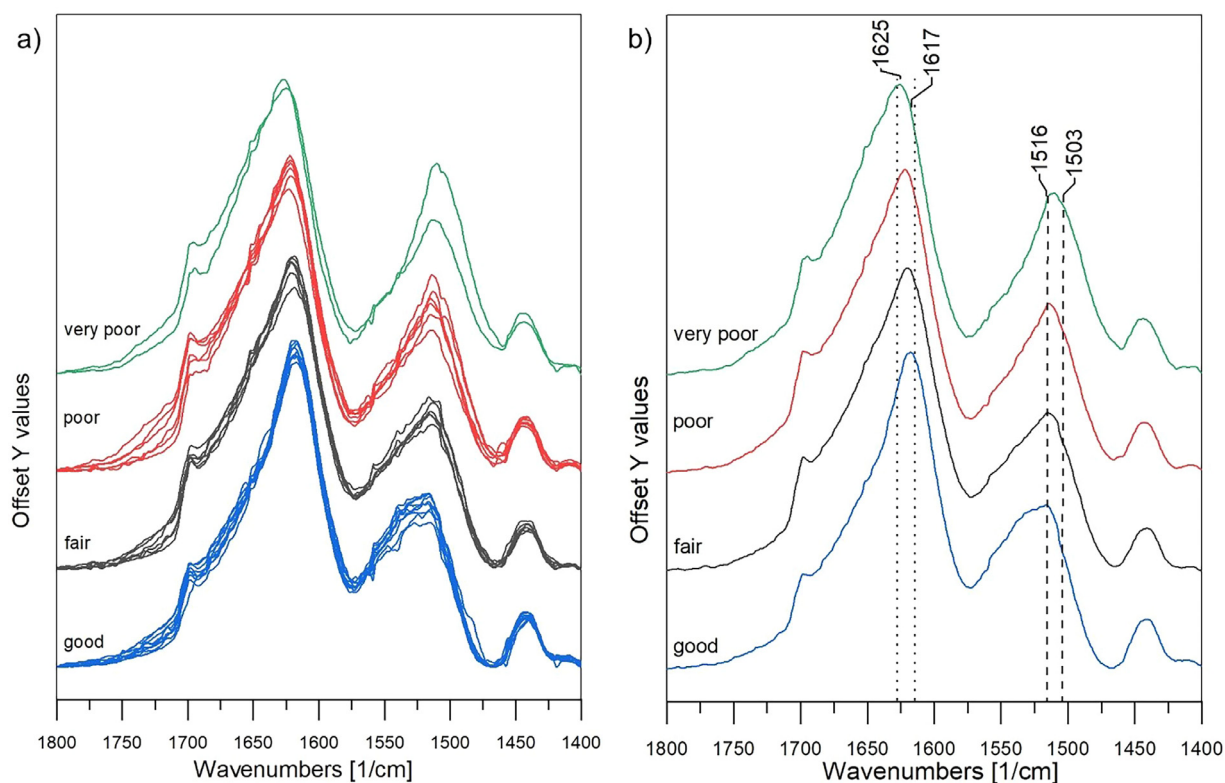 a)
very poor
poor
fair
good
Offset Y values
1800 1700 1650 1600 1550 1500 1450 1400
Wavenumbers [1/cm]
b)
1625
1617
1516
1503
very poor
poor
fair
good
Offset Y values
1800 1700 1650 1600 1550 1500 1450 1400
Wavenumbers [1/cm]